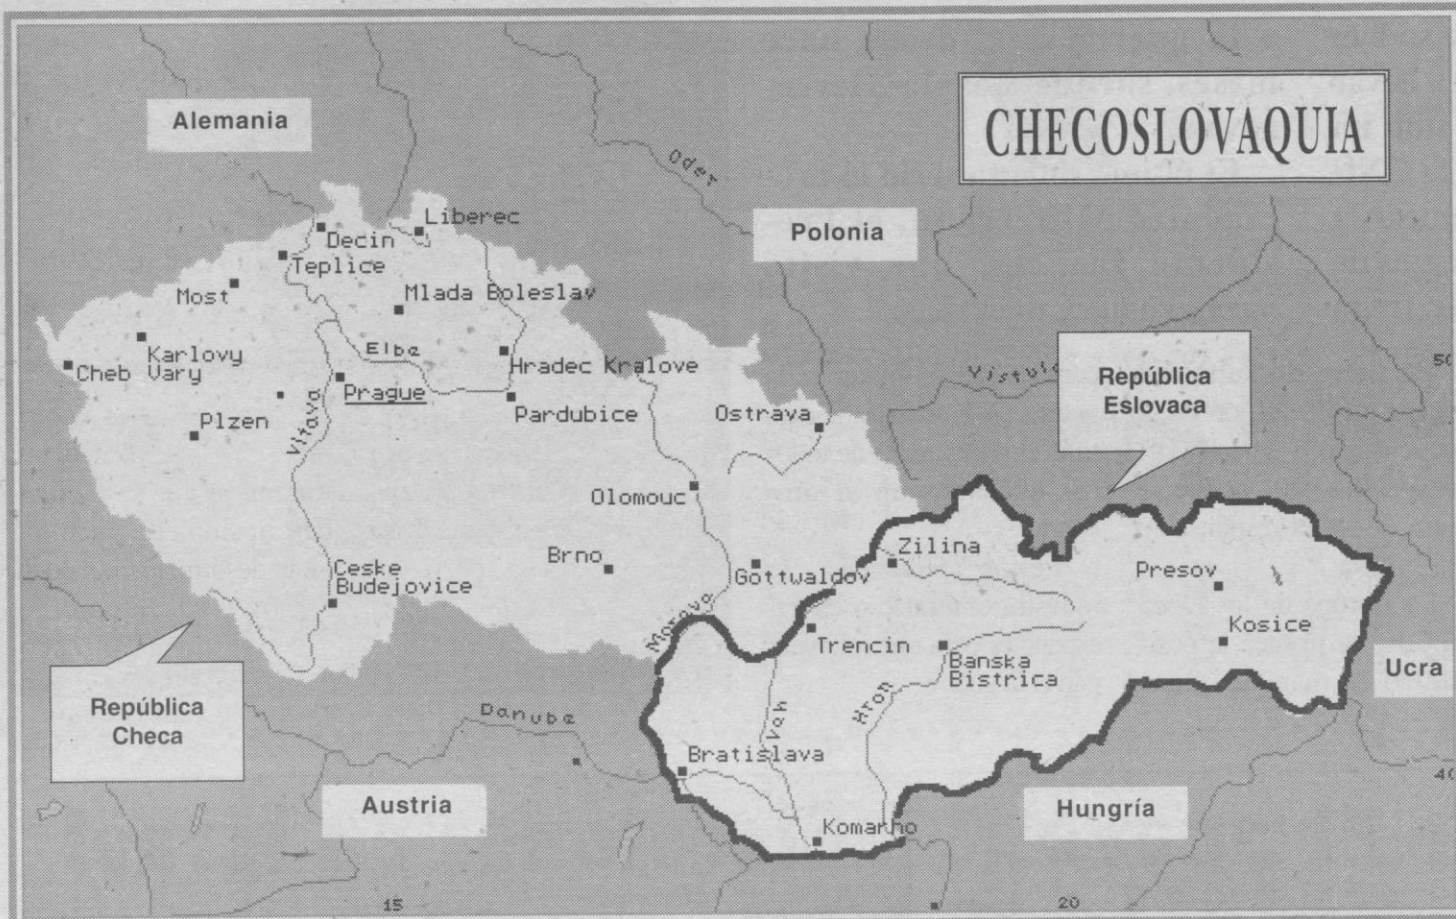 CHECOSLOVAQUIA
Alemania
Oder
Liberec
Decin
Polonia
Teplice
Most
Mlada Boleslav
Karlovy
Vary
Cheb
Elbe
Hradec Kralove
50
Vistula
República
Eslovaca
Prague
Pardubice
Ostrava
Plzen
Vltava
Olomouc
Zilina
Brno
Gottwaldov
Presov
Ceske
Budejovice
Morava
Trencin
Kosice
Banska
Bistrica
Ucra
República
Checa
Danube
Vah
Hron
Bratislava
40
Austria
Hungría
Komarno
15
20